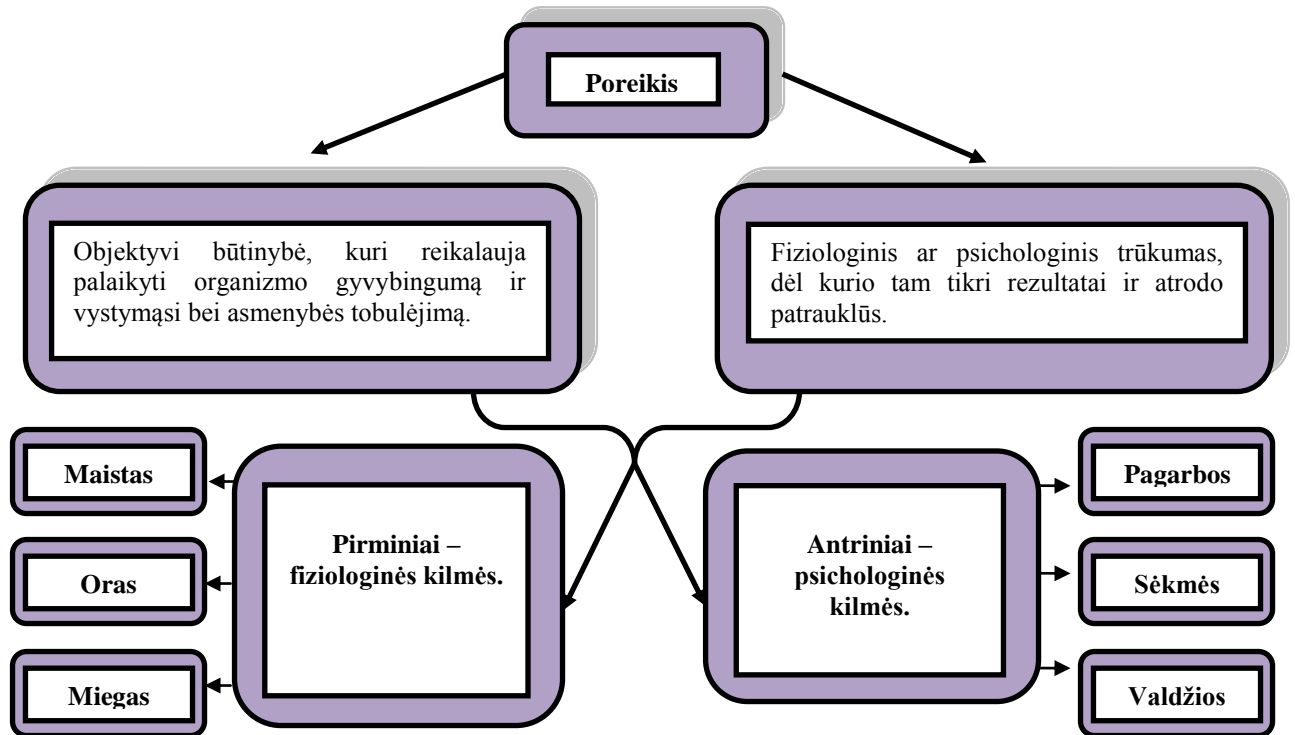 Poreikis
Objektyvi būtinybė, kuri reikalauja
palaikyti organizmo gyvybingumą ir
vystymąsi bei asmenybės tobulėjimą.
Fiziologinis ar psichologinis trūkumas,
dėl kurio tam tikri rezultatai ir atrodo
patrauklūs.
Maistas
Oras
Miegas
Pirminiai –
fiziologinės kilmės.
Antriniai –
psichologinės
kilmės.
Pagarbos
Sėkmės
Valdžios